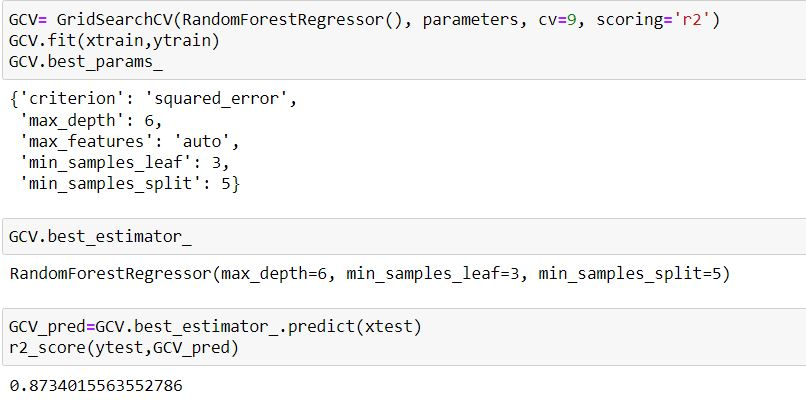 GCV= GridSearchCV(RandomForestRegressor(), parameters, cv=9, scoring='r2')
GCV.fit(xtrain,ytrain)
GCV.best_params_
{'criterion': 'squared_error',
 'max_depth': 6,
 'max_features': 'auto',
 'min_samples_leaf': 3,
 'min_samples_split': 5}
GCV.best_estimator_
RandomForestRegressor(max_depth=6, min_samples_leaf=3, min_samples_split=5)
GCV_pred=GCV.best_estimator_.predict(xtest)
r2_score(ytest,GCV_pred)
0.8734015563552786